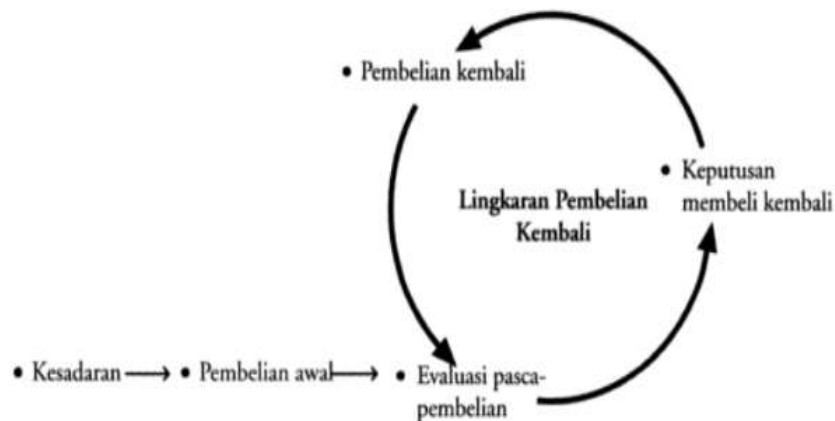 • Pembelian kembali
• Keputusan
membeli kembali
Lingkaran Pembelian
Kembali
• Kesadaran → • Pembelian awal → • Evaluasi pasca-
pembelian